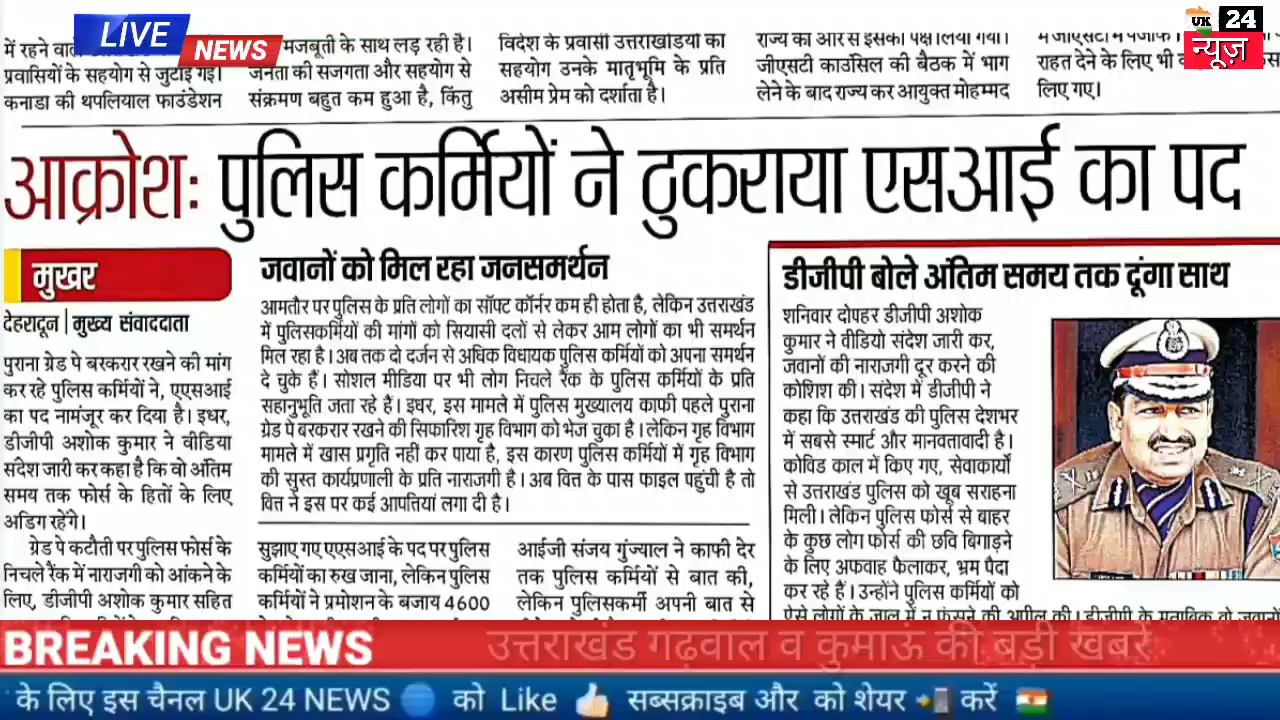 LIVE
NEWS
UK 24
न्यूज़
में रहने वाले
प्रवासियों के सहयोग से जुटाई गई।
कनाडा की थपलियाल फाउंडेशन
मजबूती के साथ लड़ रही है।
जनता की सजगता और सहयोग से
संक्रमण बहुत कम हुआ है, किंतु
विदेश के प्रवासी उत्तराखंडियों का
सहयोग उनके मातृभूमि के प्रति
असीम प्रेम को दर्शाता है।
राज्य की ओर से इसका पक्ष लिया गया।
जीएसटी काउंसिल की बैठक में भाग
लेने के बाद राज्य कर आयुक्त मोहम्मद
राहत देने के लिए भी
लिए गए।
आक्रोश: पुलिस कर्मियों ने ठुकराया एसआई का पद
मुखर
देहरादून | मुख्य संवाददाता
पुराना ग्रेड पे बरकरार रखने की मांग
कर रहे पुलिस कर्मियों ने, एएसआई
का पद नामंजूर कर दिया है। इधर,
डीजीपी अशोक कुमार ने वीडिया
संदेश जारी कर कहा है कि वो अंतिम
समय तक फोर्स के हितों के लिए
अडिग रहेंगे।
ग्रेड पे कटौती पर पुलिस फोर्स के
निचले रैंक में नाराजगी को आंकने के
लिए, डीजीपी अशोक कुमार सहित
जवानों को मिल रहा जनसमर्थन
आमतौर पर पुलिस के प्रति लोगों का सॉफ्ट कॉर्नर कम ही होता है, लेकिन उत्तराखंड
में पुलिसकर्मियों की मांगों को सियासी दलों से लेकर आम लोगों का भी समर्थन
मिल रहा है। अब तक दो दर्जन से अधिक विधायक पुलिस कर्मियों को अपना समर्थन
दे चुके हैं। सोशल मीडिया पर भी लोग निचले रैंक के पुलिस कर्मियों के प्रति
सहानुभूति जता रहे हैं। इधर, इस मामले में पुलिस मुख्यालय काफी पहले पुराना
ग्रेड पे बरकरार रखने की सिफारिश गृह विभाग को भेज चुका है। लेकिन गृह विभाग
मामले में खास प्रगृति नहीं कर पाया है, इस कारण पुलिस कर्मियों में गृह विभाग
की सुस्त कार्यप्रणाली के प्रति नाराजगी है। अब वित्त के पास फाइल पहुंची है तो
वित्त ने इस पर कई आपतियां लगा दी है।
सुझाए गए एएसआई के पद पर पुलिस
कर्मियों का रुख जाना, लेकिन पुलिस
कर्मियों ने प्रमोशन के बजाय 4600
आईजी संजय गुंज्याल ने काफी देर
तक पुलिस कर्मियों से बात की,
लेकिन पुलिसकर्मी अपनी बात से
डीजीपी बोले अंतिम समय तक दूंगा साथ
शनिवार दोपहर डीजीपी अशोक
कुमार ने वीडियो संदेश जारी कर,
जवानों की नाराजगी दूर करने की
कोशिश की। संदेश में डीजीपी ने
कहा कि उत्तराखंड की पुलिस देशभर
में सबसे स्मार्ट और मानवतावादी है।
कोविड काल में किए गए, सेवाकार्यों
से उत्तराखंड पुलिस को खूब सराहना
मिली। लेकिन पुलिस फोर्स से बाहर
के कुछ लोग फोर्स की छवि बिगाड़ने
के लिए अफवाह फैलाकर, भ्रम पैदा
कर रहे हैं। उन्होंने पुलिस कर्मियों को
ऐसे लोगों के जाल में न फंसने की अपील की। डीजीपी के मुताबिक वो जवानों
BREAKING NEWS
उत्तराखंड गढ़वाल व कुमाऊं की बड़ी खबरें
के लिए इस चैनल UK 24 NEWS 🌐 को Like 👍 सब्सक्राइब और को शेयर 📲 करें 🇮🇳